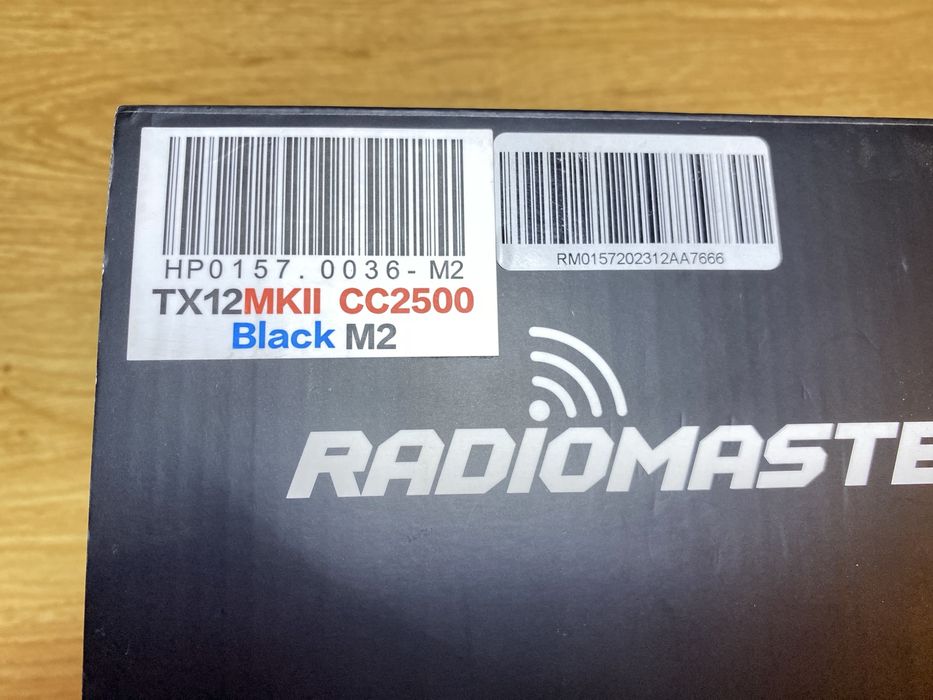 HP0157.0036-M2
TX12MKII CC2500
Black M2
RM0157202312AA7666
RADIOMASTE